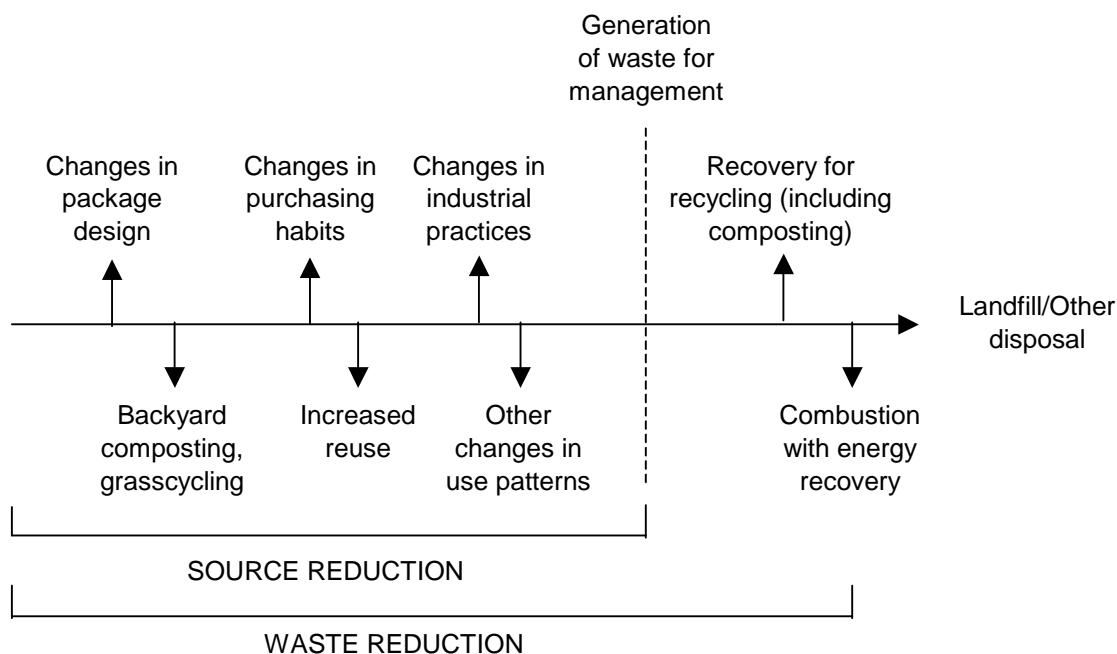 Generation
of waste for
management
Changes in
package
design
Changes in
purchasing
habits
Changes in
industrial
practices
Recovery for
recycling (including
composting)
Landfill/Other
disposal
Backyard
composting,
grasscycling
Increased
reuse
Other
changes in
use patterns
Combustion
with energy
recovery
SOURCE REDUCTION
WASTE REDUCTION